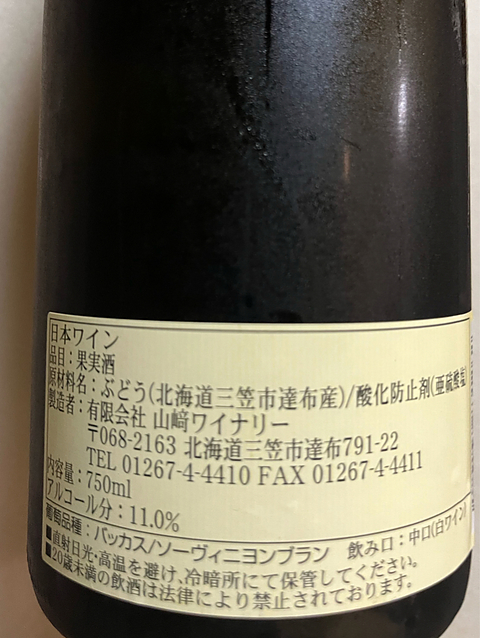 日本ワイン
品目：果実酒
原材料名：ぶどう(北海道三笠市達布産)/酸化防止剤(亜硫酸塩)
製造者：有限会社 山﨑ワイナリー
〒068-2163 北海道三笠市達布791-22
TEL 01267-4-4410 FAX 01267-4-4411
内容量：750ml
アルコール分：11.0%
葡萄品種：バッカス/ソーヴィニヨンブラン 飲み口：中口(白ワイン)
■直射日光・高温を避け、冷暗所にて保管してください。
■20歳未満の飲酒は法律により禁止されております。